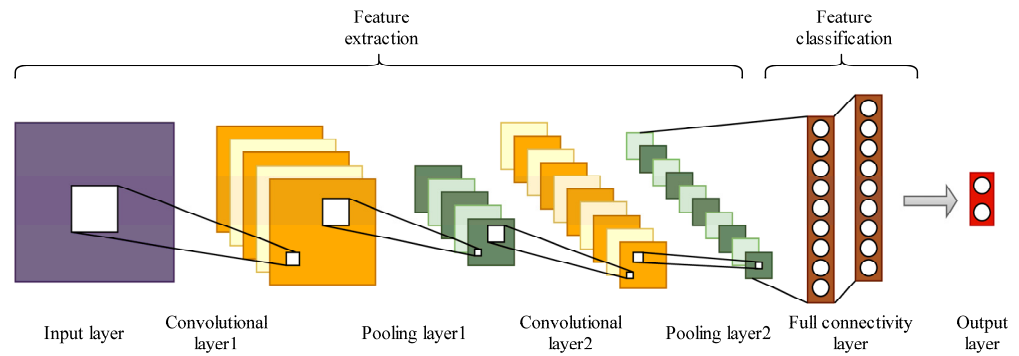 Feature
extraction
Feature
classification
Input layer
Convolutional
layer1
Pooling layer1
Convolutional
layer2
Pooling layer2
Full connectivity
layer
Output
layer